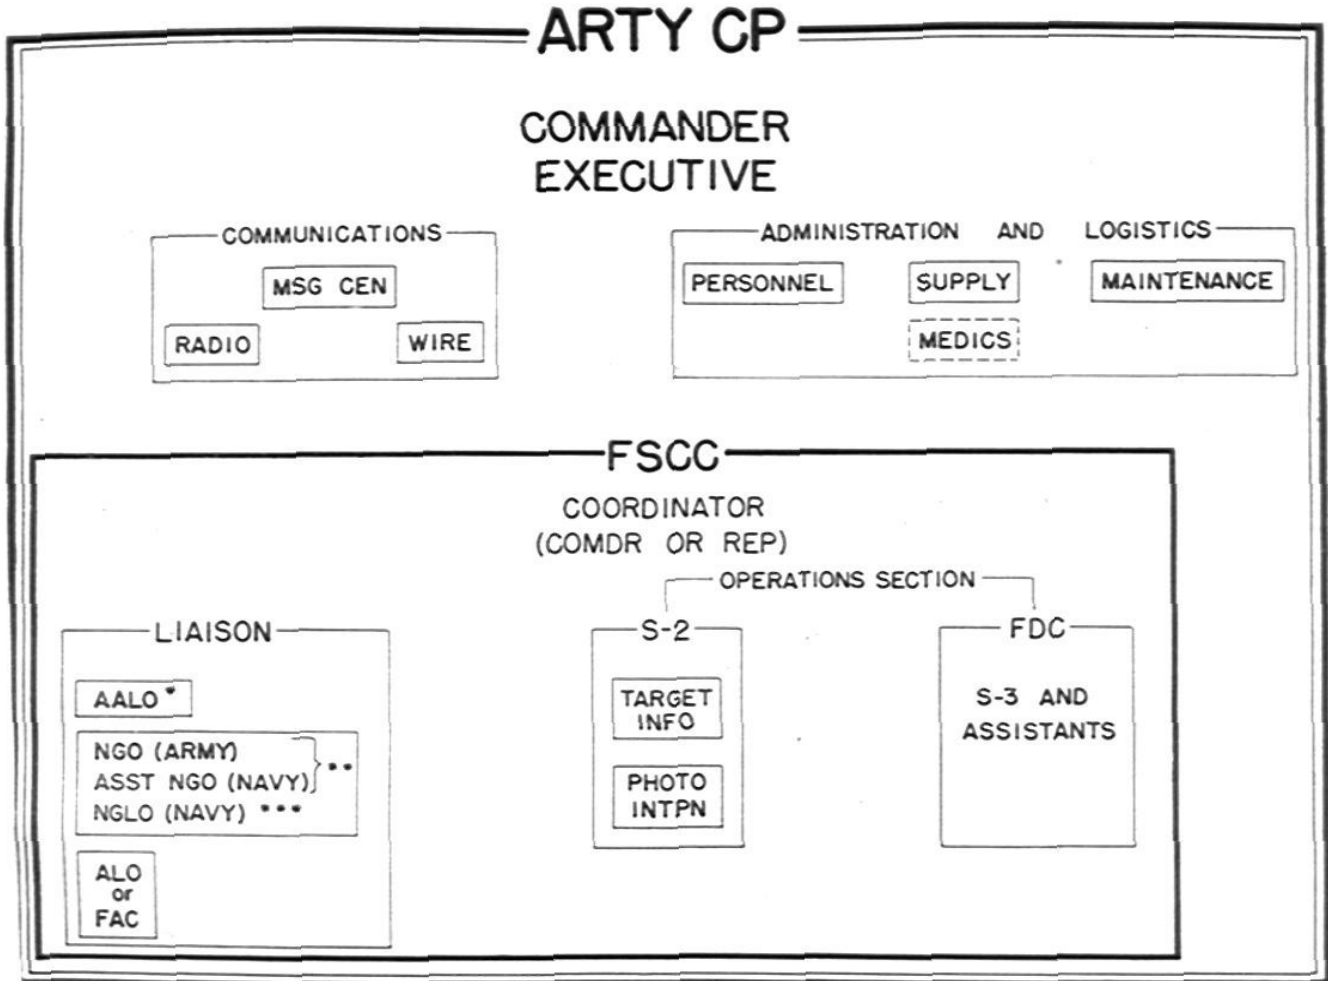 ARTY CP
COMMANDER
EXECUTIVE
COMMUNICATIONS
MSG CEN
RADIO
WIRE
ADMINISTRATION AND LOGISTICS
PERSONNEL
SUPPLY
MAINTENANCE
MEDICS
FSCC
COORDINATOR
(COMDR OR REP)
OPERATIONS SECTION
LIAISON
AALO*
NGO (ARMY)
ASST NGO (NAVY) } **
NGLO (NAVY) ***
ALO
or
FAC
S-2
TARGET
INFO
PHOTO
INTPN
FDC
S-3 AND
ASSISTANTS